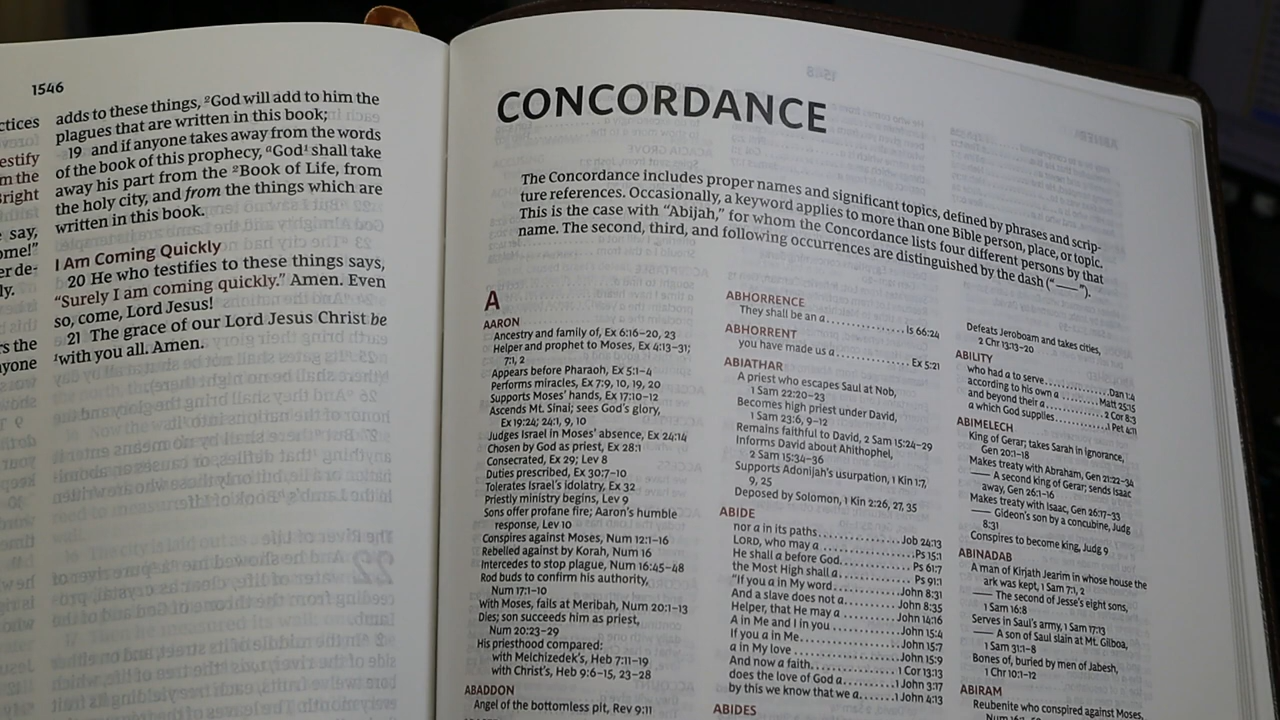 1546
ctices
estify
m the
Bright
say,
ome!"
er de-
ly.
rs the
nyone
adds to these things, ᵍGod will add to him the
plagues that are written in this book;
19 and if anyone takes away from the words
of the book of this prophecy, ᵃGod¹ shall take
away his part from the ²Book of Life, from
the holy city, and from the things which are
written in this book.
I Am Coming Quickly
20 He who testifies to these things says,
"Surely I am coming quickly." Amen. Even
so, come, Lord Jesus!
21 The grace of our Lord Jesus Christ be
¹with you all. Amen.
CONCORDANCE
The Concordance includes proper names and significant topics, defined by phrases and scrip-
ture references. Occasionally, a keyword applies to more than one Bible person, place, or topic.
This is the case with "Abijah," for whom the Concordance lists four different persons by that
name. The second, third, and following occurrences are distinguished by the dash ("——").
A
AARON
Ancestry and family of, Ex 6:16–20, 23
Helper and prophet to Moses, Ex 4:13–31;
7:1, 2
Appears before Pharaoh, Ex 5:1–4
Performs miracles, Ex 7:9, 10, 19, 20
Supports Moses' hands, Ex 17:10–12
Ascends Mt. Sinai; sees God's glory,
Ex 19:24; 24:1, 9, 10
Judges Israel in Moses' absence, Ex 24:14
Chosen by God as priest, Ex 28:1
Consecrated, Ex 29; Lev 8
Duties prescribed, Ex 30:7–10
Tolerates Israel's idolatry, Ex 32
Priestly ministry begins, Lev 9
Sons offer profane fire; Aaron's humble
response, Lev 10
Conspires against Moses, Num 12:1–16
Rebelled against by Korah, Num 16
Intercedes to stop plague, Num 16:45–48
Rod buds to confirm his authority,
Num 17:1–10
With Moses, fails at Meribah, Num 20:1–13
Dies; son succeeds him as priest,
Num 20:23–29
His priesthood compared:
with Melchizedek's, Heb 7:11–19
with Christ's, Heb 9:6–15, 23–28
ABADDON
Angel of the bottomless pit, Rev 9:11
ABHORRENCE
They shall be an a..............Is 66:24
ABHORRENT
you have made us a..........Ex 5:21
ABIATHAR
A priest who escapes Saul at Nob,
1 Sam 22:20–23
Becomes high priest under David,
1 Sam 23:6, 9–12
Remains faithful to David, 2 Sam 15:24–29
Informs David about Ahithophel,
2 Sam 15:34–36
Supports Adonijah's usurpation, 1 Kin 1:7,
9, 25
Deposed by Solomon, 1 Kin 2:26, 27, 35
ABIDE
nor a in its paths..............Job 24:13
LORD, who may a..............Ps 15:1
He shall a before God........Ps 61:7
the Most High shall a........Ps 91:1
"If you a in My word........John 8:31
And a slave does not a......John 8:35
Helper, that He may a.......John 14:16
A in Me and I in you..........John 15:4
If you a in Me..................John 15:7
a in My love....................John 15:9
And now a faith..............1 Cor 13:13
does the love of God a......1 John 3:17
by this we know that we a......1 John 4:13
ABIDES
Defeats Jeroboam and takes cities,
2 Chr 13:13–20
ABILITY
who had a to serve............Dan 1:4
according to his own a.......Matt 25:15
and beyond their a............2 Cor 8:3
a which God supplies.........1 Pet 4:11
ABIMELECH
King of Gerar; takes Sarah in ignorance,
Gen 20:1–18
Makes treaty with Abraham, Gen 21:22–34
—— A second king of Gerar; sends Isaac
away, Gen 26:1–16
Makes treaty with Isaac, Gen 26:17–33
—— Gideon's son by a concubine, Judg
8:31
Conspires to become king, Judg 9
ABINADAB
A man of Kirjath Jearim in whose house the
ark was kept, 1 Sam 7:1, 2
—— The second of Jesse's eight sons,
1 Sam 16:8
Serves in Saul's army, 1 Sam 17:13
—— A son of Saul slain at Mt. Gilboa,
1 Sam 31:1–8
Bones of, buried by men of Jabesh,
1 Chr 10:1–12
ABIRAM
Reubenite who conspired against Moses,